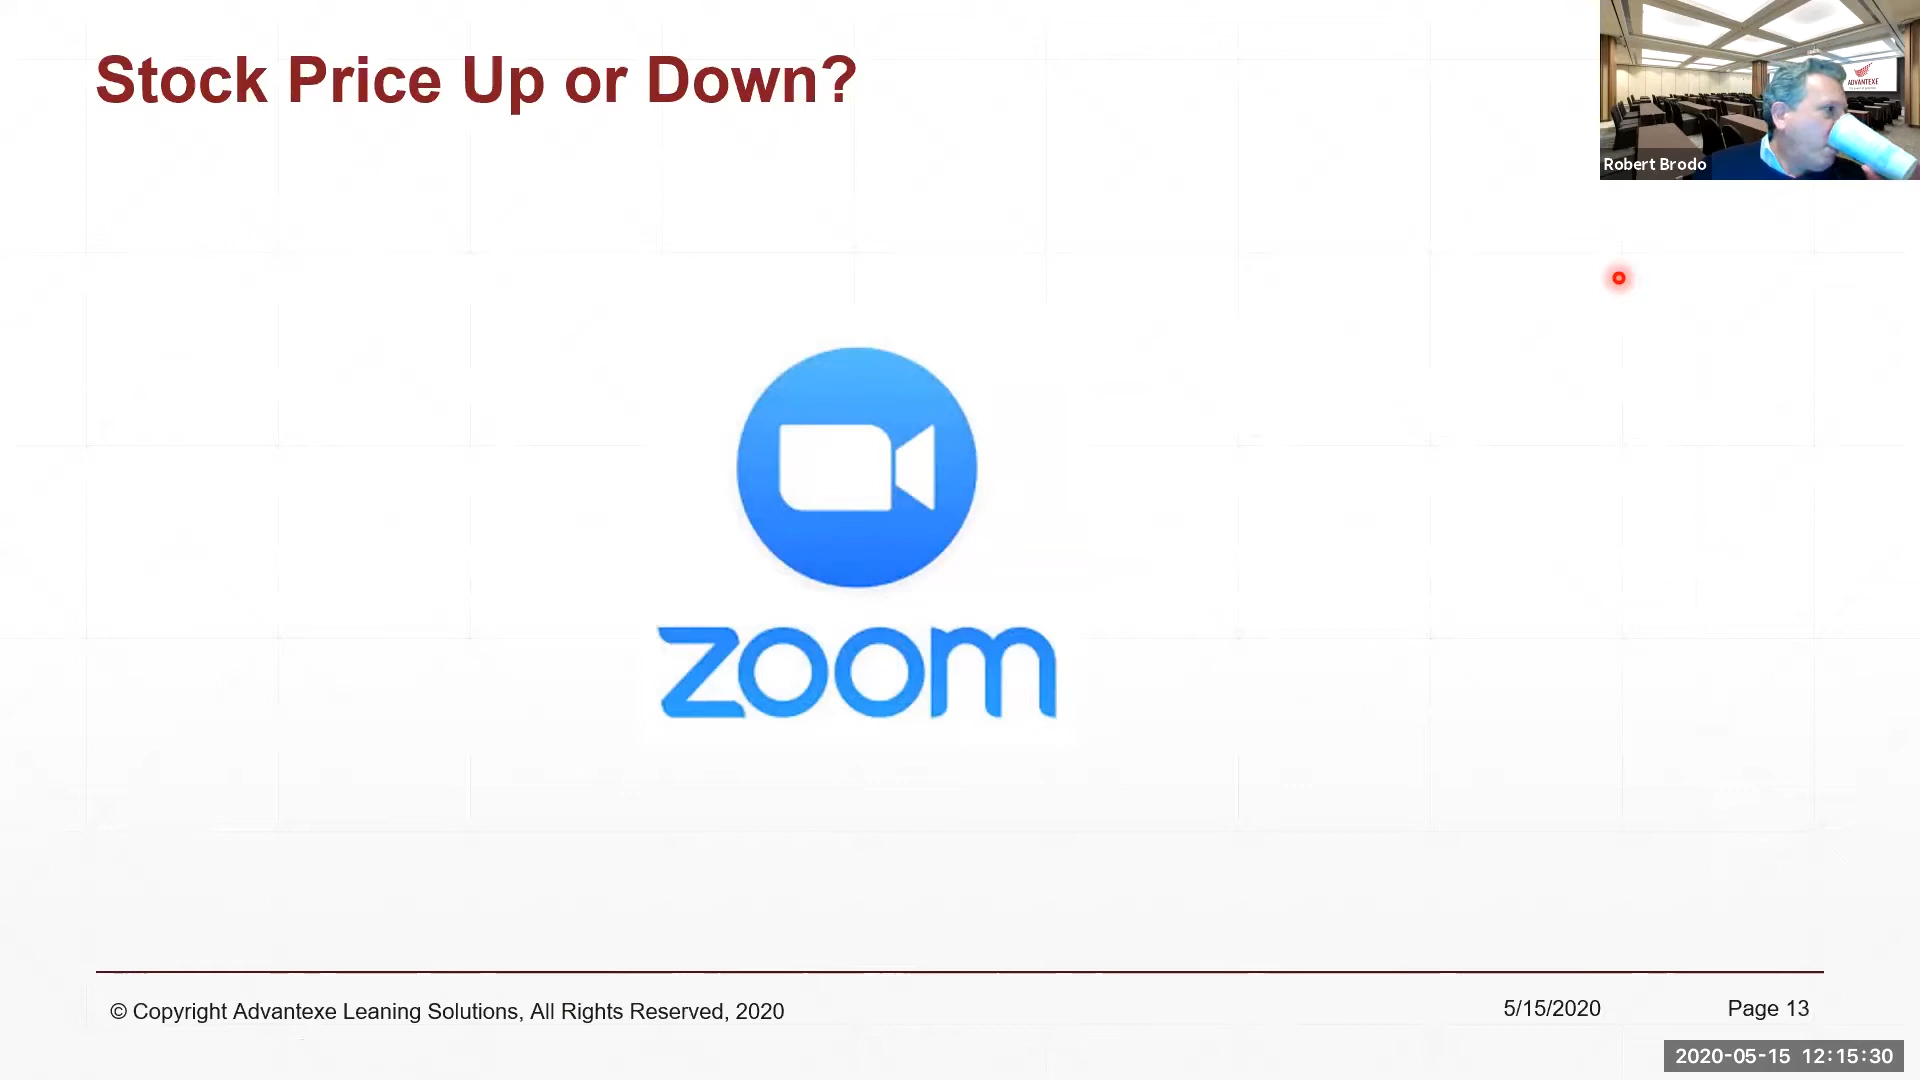 Stock Price Up or Down?
ADVANTEXE
Robert Brodo
zoom
© Copyright Advantexe Leaning Solutions, All Rights Reserved, 2020
5/15/2020
Page 13
2020-05-15 12:15:30